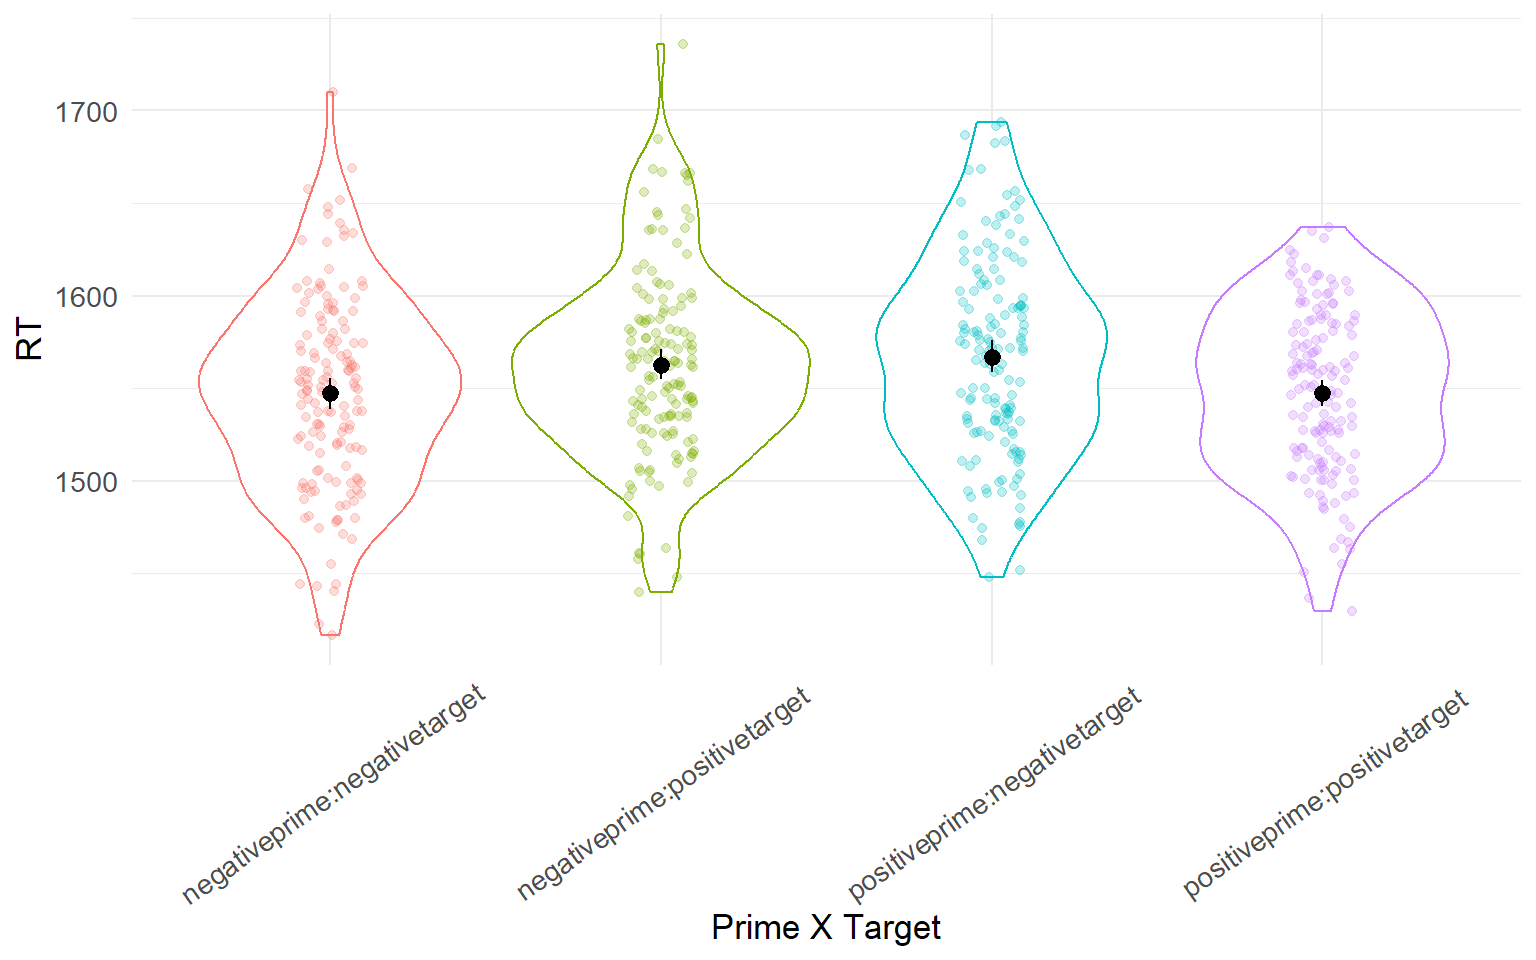 RT
1700
1600
1500
negativeprime:negativetarget
negativeprime:positivetarget
positiveprime:negativetarget
positiveprime:positivetarget
Prime X Target